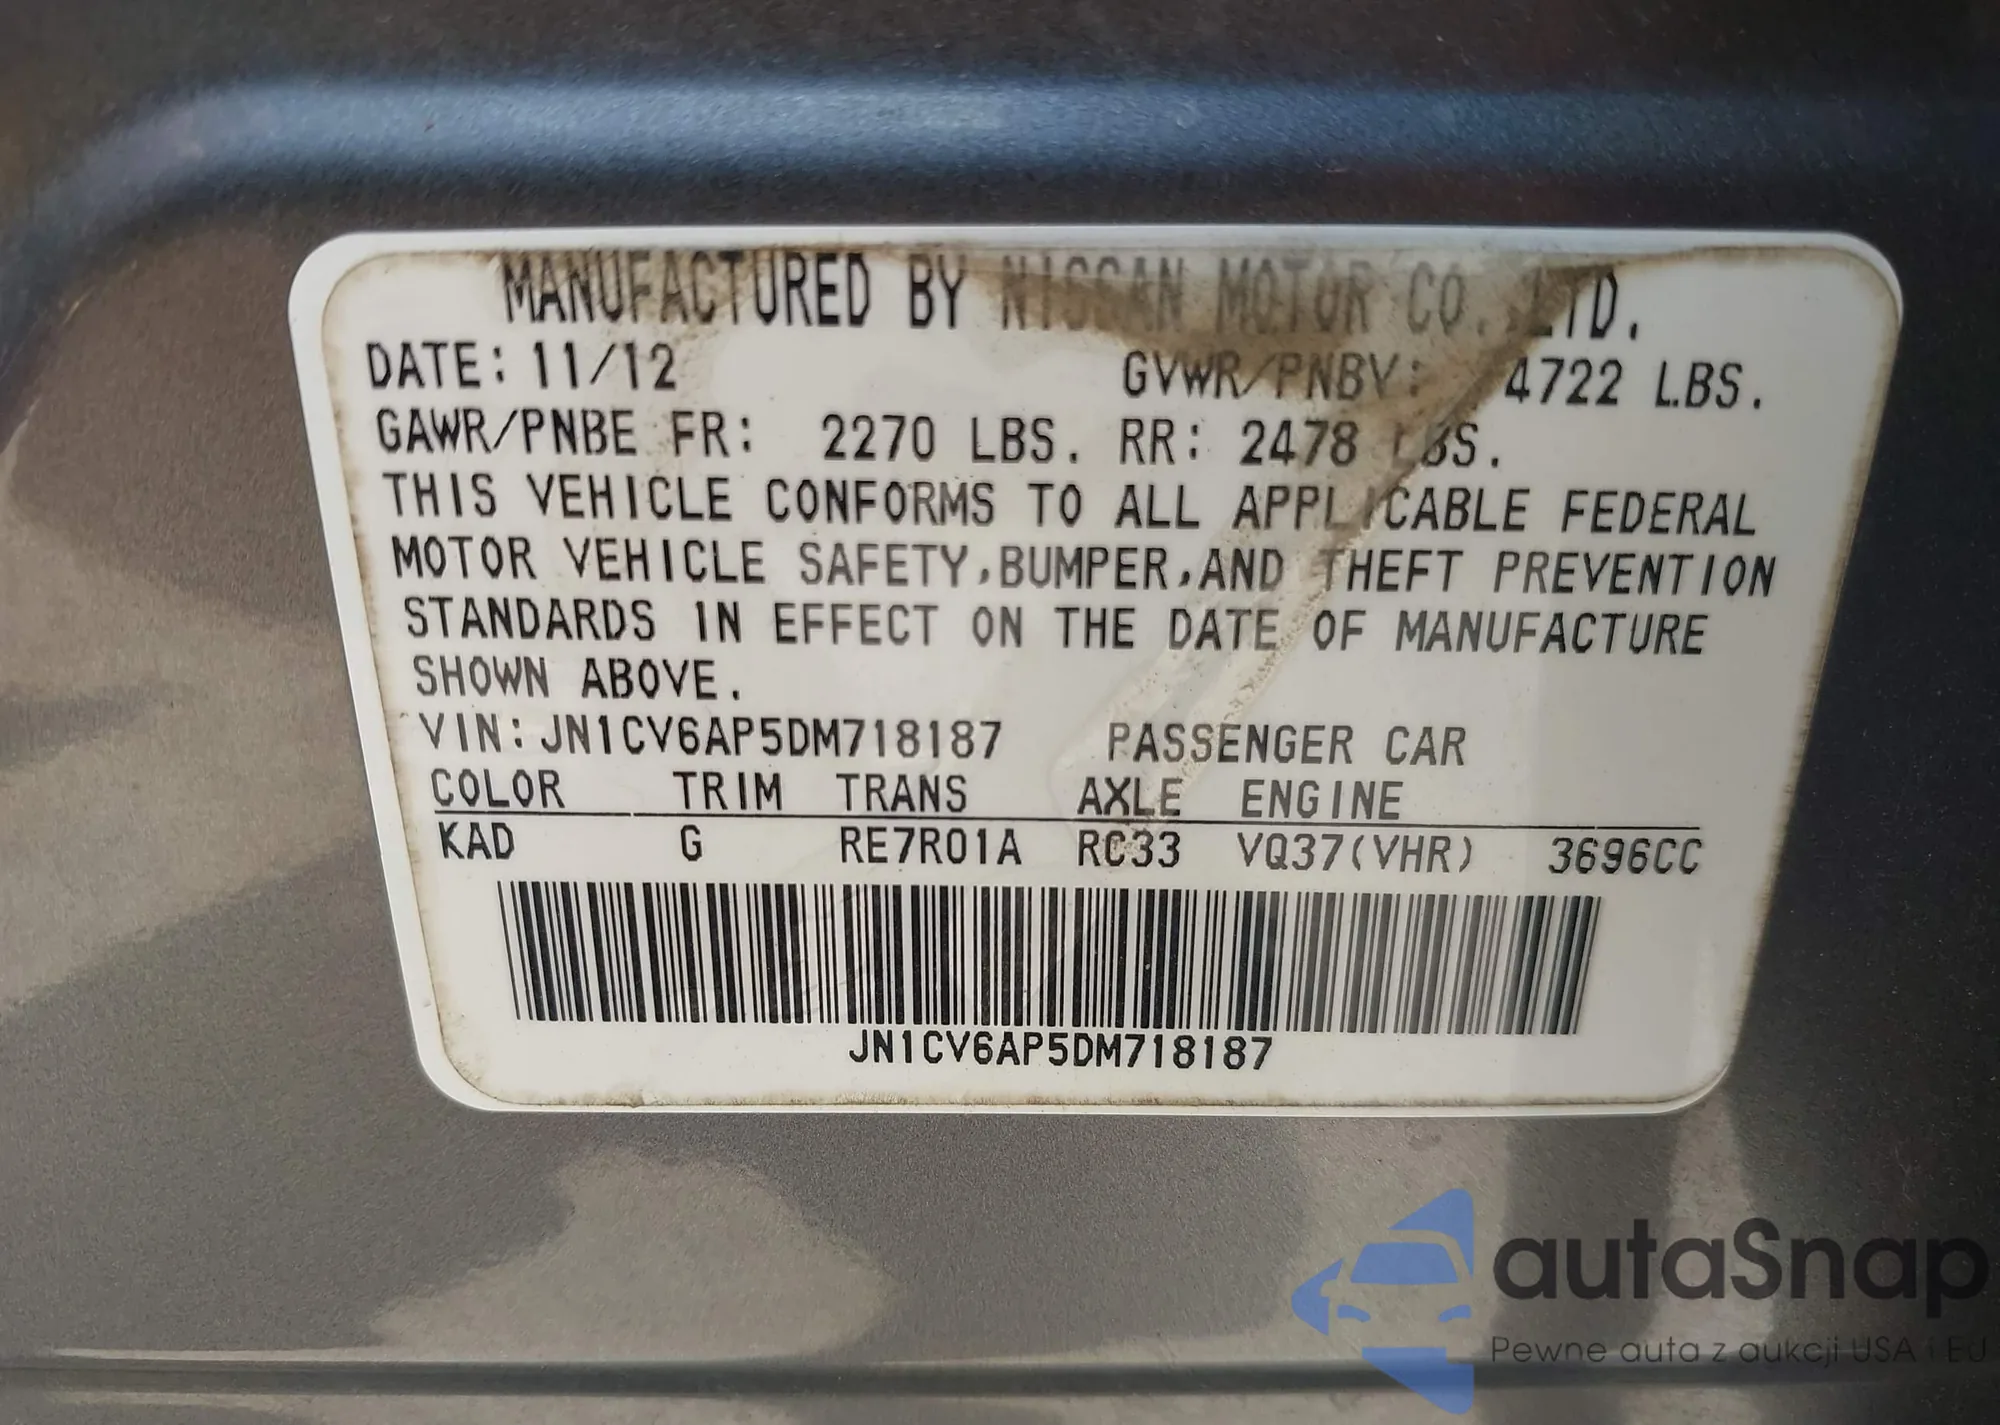 MANUFACTURED BY NISSAN MOTOR CO.,LTD.
DATE: 11/12 GVWR/PNBV: 4722 LBS.
GAWR/PNBE FR: 2270 LBS. RR: 2478 LBS.
THIS VEHICLE CONFORMS TO ALL APPLICABLE FEDERAL
MOTOR VEHICLE SAFETY,BUMPER,AND THEFT PREVENTION
STANDARDS IN EFFECT ON THE DATE OF MANUFACTURE
SHOWN ABOVE.
VIN: JN1CV6AP5DM718187 PASSENGER CAR
COLOR TRIM TRANS AXLE ENGINE
KAD G RE7R01A RC33 VQ37(VHR) 3696CC
JN1CV6AP5DM718187
autaSnap
Pewne auta z aukcji USA i EU